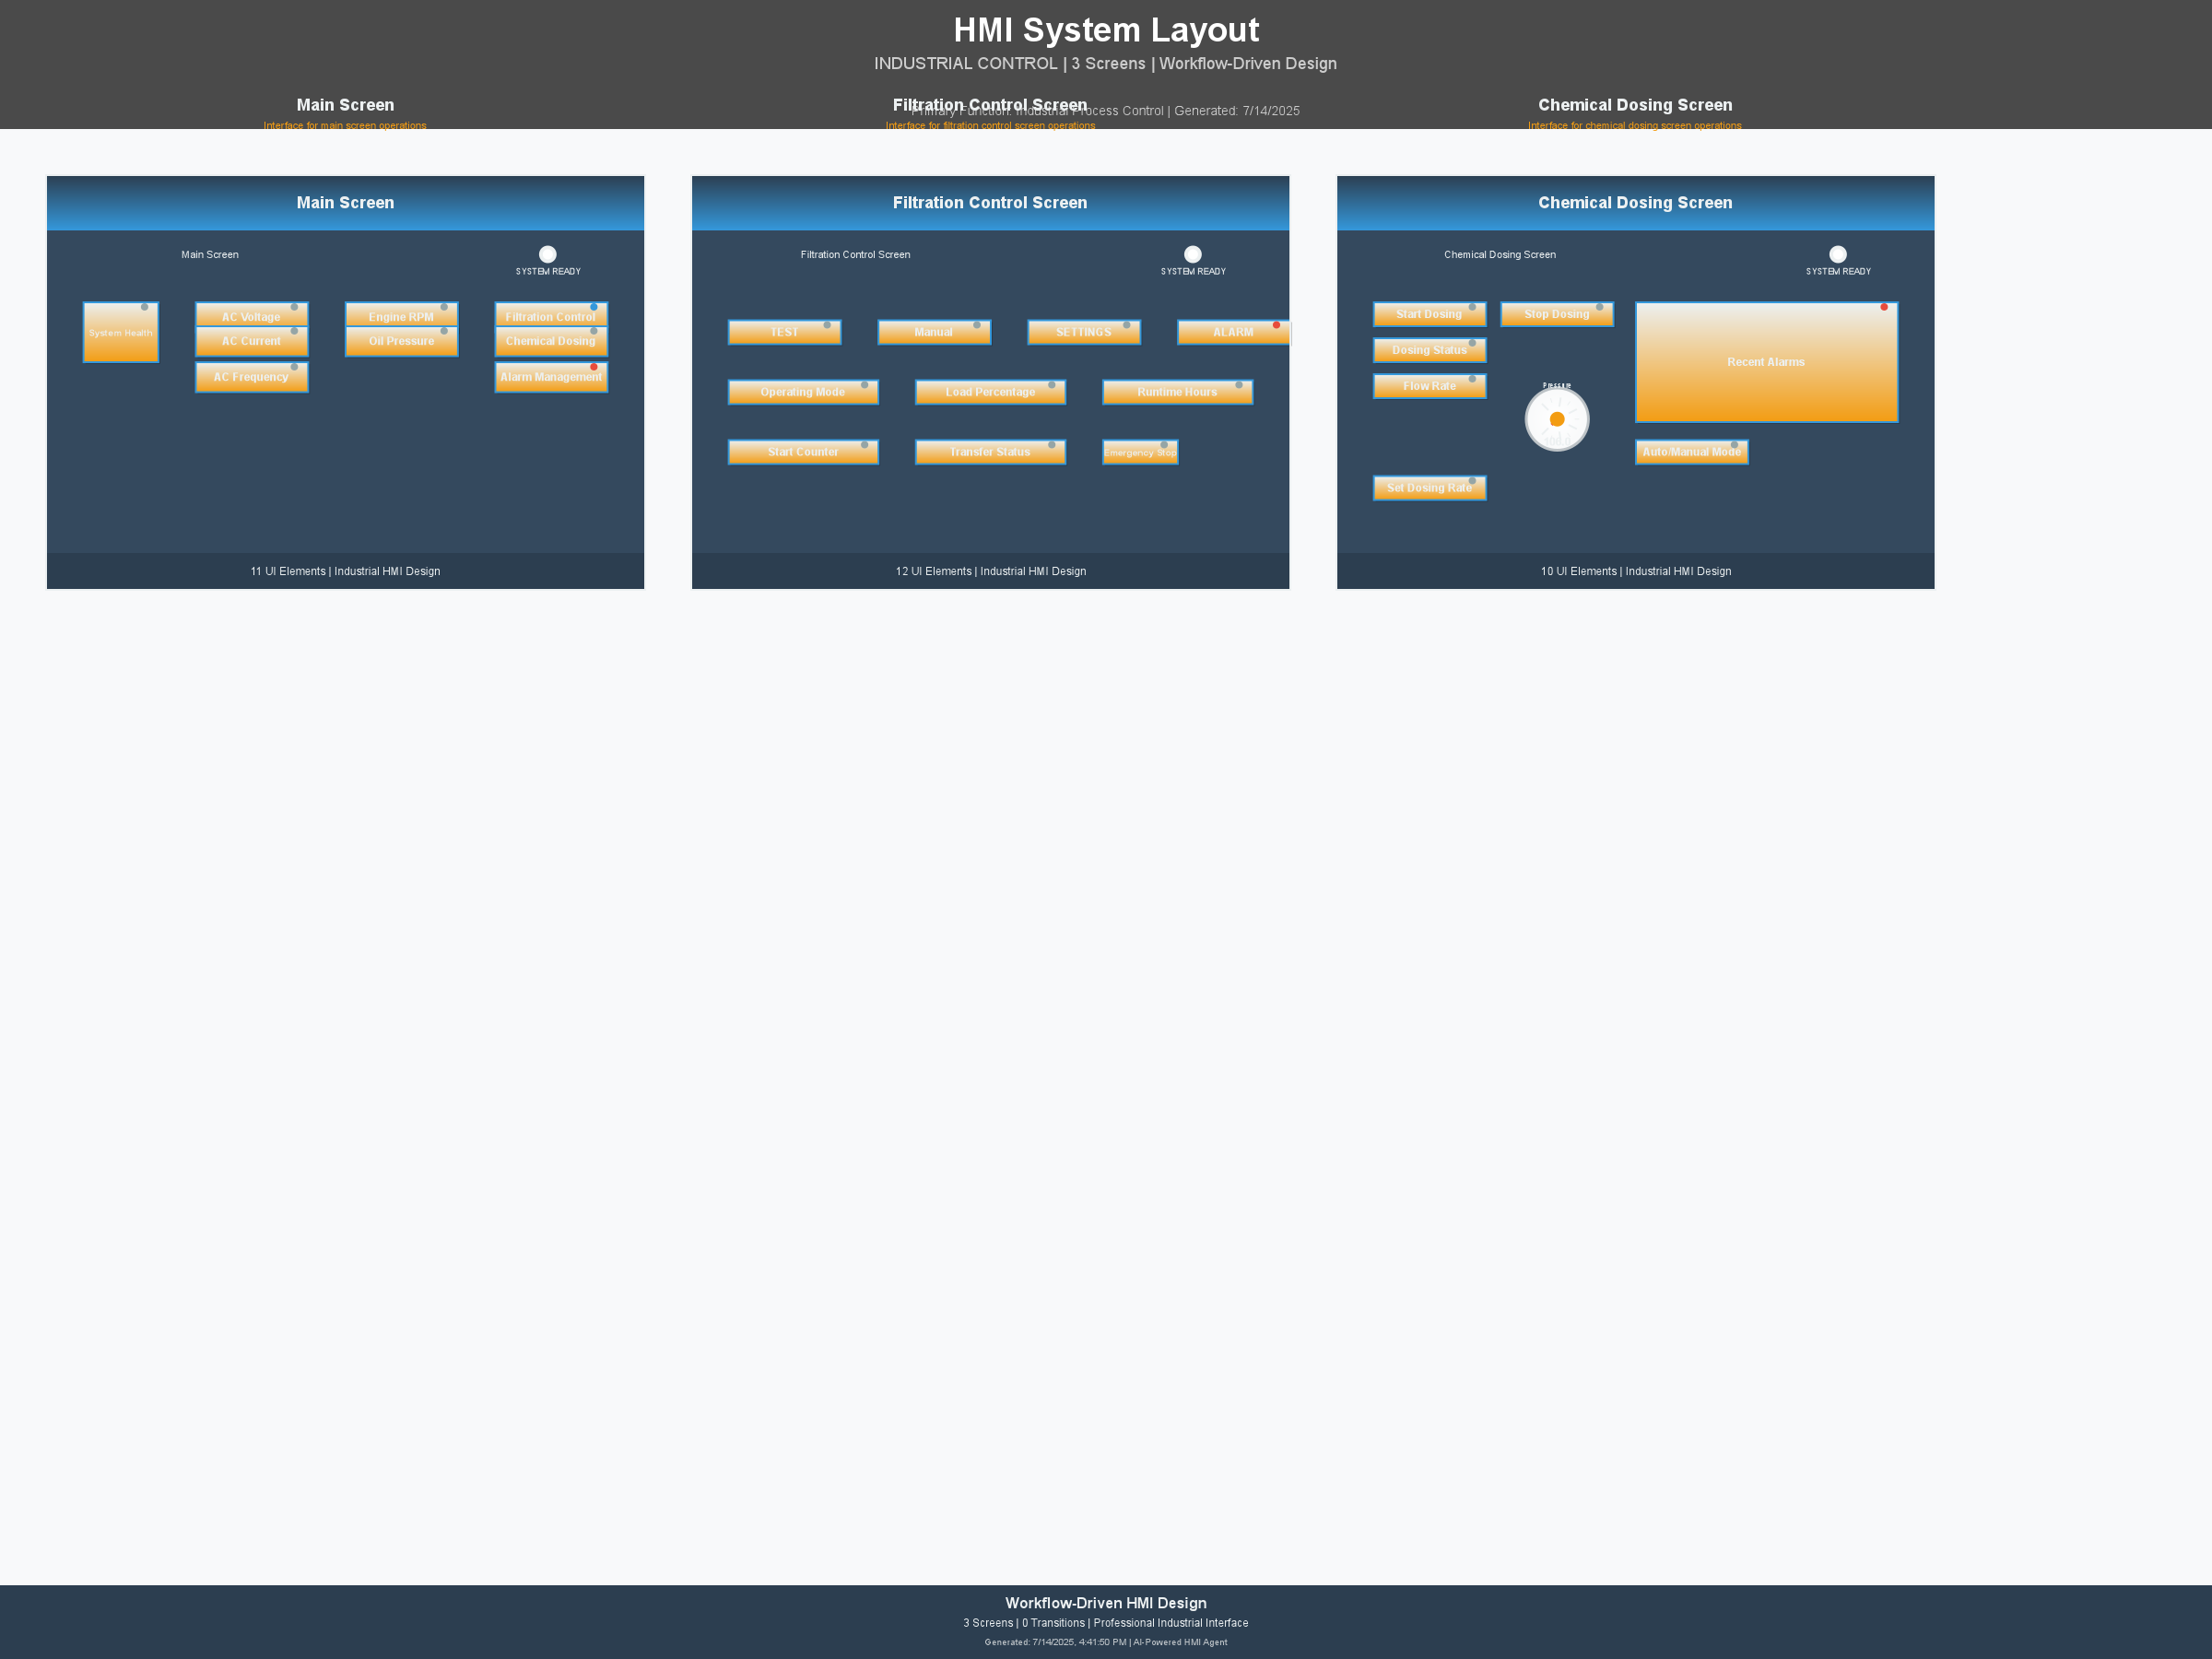 HMI System Layout
INDUSTRIAL CONTROL | 3 Screens | Workflow-Driven Design
Primary Function: Industrial Process Control | Generated: 7/14/2025
Main Screen
Interface for main screen operations
Filtration Control Screen
Interface for filtration control screen operations
Chemical Dosing Screen
Interface for chemical dosing screen operations
Main Screen
Main Screen
SYSTEM READY
System Health
AC Voltage
Engine RPM
Filtration Control
AC Current
Oil Pressure
Chemical Dosing
AC Frequency
Alarm Management
11 UI Elements | Industrial HMI Design
Filtration Control Screen
Filtration Control Screen
SYSTEM READY
TEST
Manual
SETTINGS
ALARM
Operating Mode
Load Percentage
Runtime Hours
Start Counter
Transfer Status
Emergency Stop
12 UI Elements | Industrial HMI Design
Chemical Dosing Screen
Chemical Dosing Screen
SYSTEM READY
Start Dosing
Stop Dosing
Recent Alarms
Dosing Status
Flow Rate
Pressure
Auto/Manual Mode
Set Dosing Rate
10 UI Elements | Industrial HMI Design
Workflow-Driven HMI Design
3 Screens | 0 Transitions | Professional Industrial Interface
Generated: 7/14/2025, 4:41:50 PM | AI-Powered HMI Agent